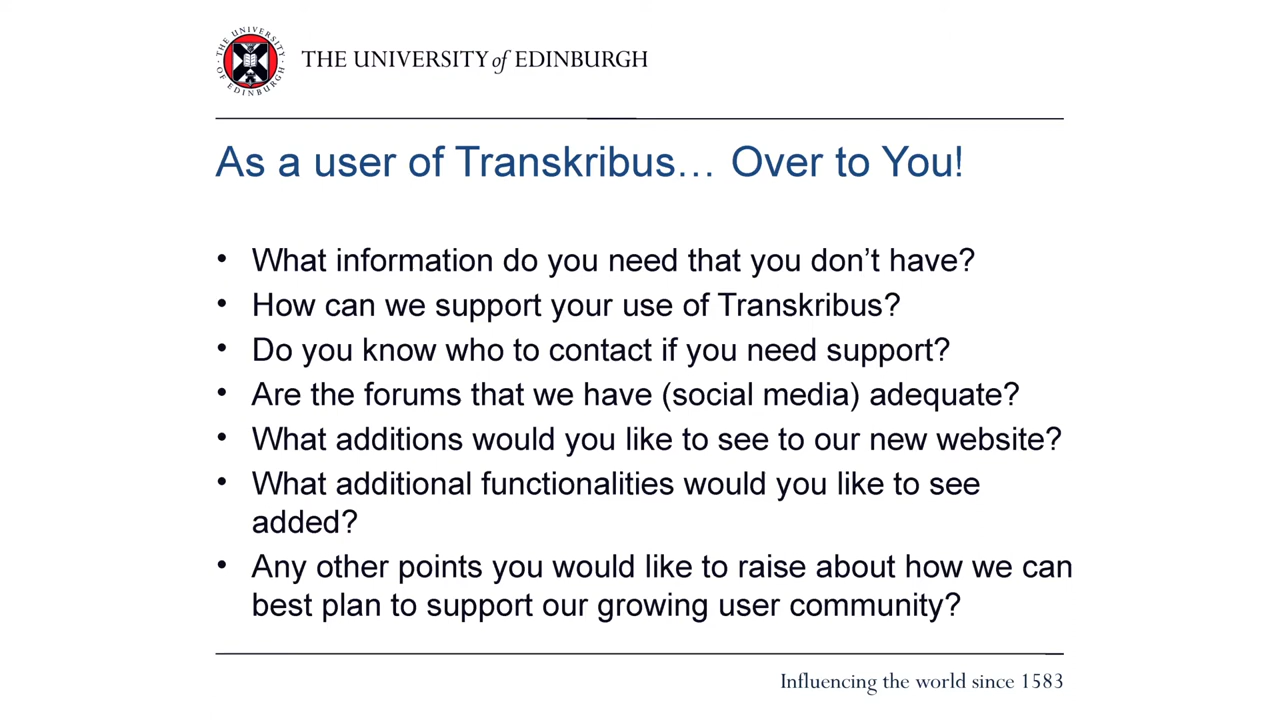 THE UNIVERSITY OF EDINBURGH
THE UNIVERSITY of EDINBURGH
As a user of Transkribus… Over to You!
• What information do you need that you don’t have?
• How can we support your use of Transkribus?
• Do you know who to contact if you need support?
• Are the forums that we have (social media) adequate?
• What additions would you like to see to our new website?
• What additional functionalities would you like to see
added?
• Any other points you would like to raise about how we can
best plan to support our growing user community?
Influencing the world since 1583